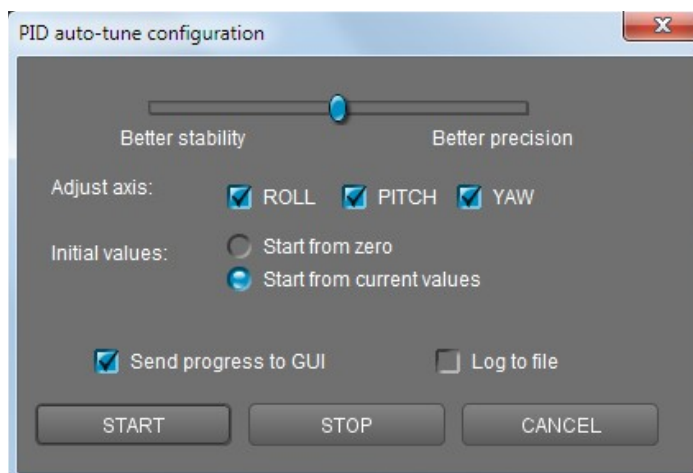 PID auto-tune configuration
Better stability Better precision
Adjust axis: ROLL PITCH YAW
Initial values: Start from zero
Start from current values
Send progress to GUI Log to file
START STOP CANCEL